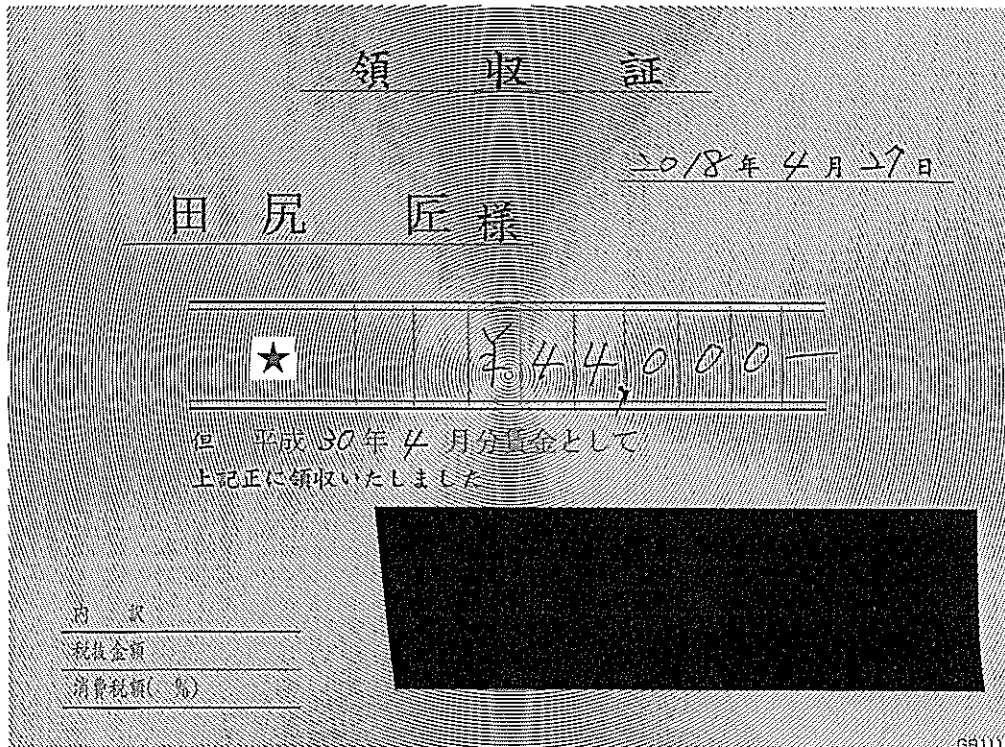 領収証
2018年4月27日
田尻 匠様
★ ¥44,000―
但 平成30年4月分賃金として
上記正に領収いたしました
内訳
税抜金額
消費税額( %)